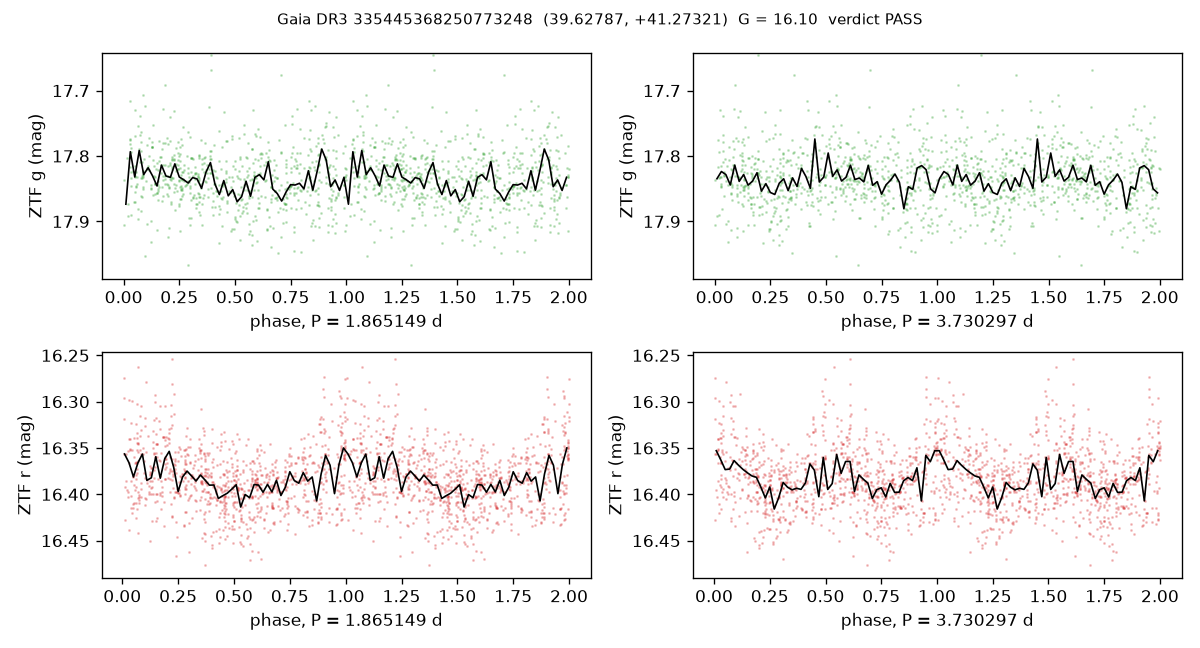 Gaia DR3 335445368250773248 (39.62787, +41.27321) G = 16.10 verdict PASS
ZTF g (mag)
17.7
17.8
17.9
0.00 0.25 0.50 0.75 1.00 1.25 1.50 1.75 2.00
phase, P = 1.865149 d
ZTF g (mag)
17.7
17.8
17.9
0.00 0.25 0.50 0.75 1.00 1.25 1.50 1.75 2.00
phase, P = 3.730297 d
ZTF r (mag)
16.25
16.30
16.35
16.40
16.45
0.00 0.25 0.50 0.75 1.00 1.25 1.50 1.75 2.00
phase, P = 1.865149 d
ZTF r (mag)
16.25
16.30
16.35
16.40
16.45
0.00 0.25 0.50 0.75 1.00 1.25 1.50 1.75 2.00
phase, P = 3.730297 d